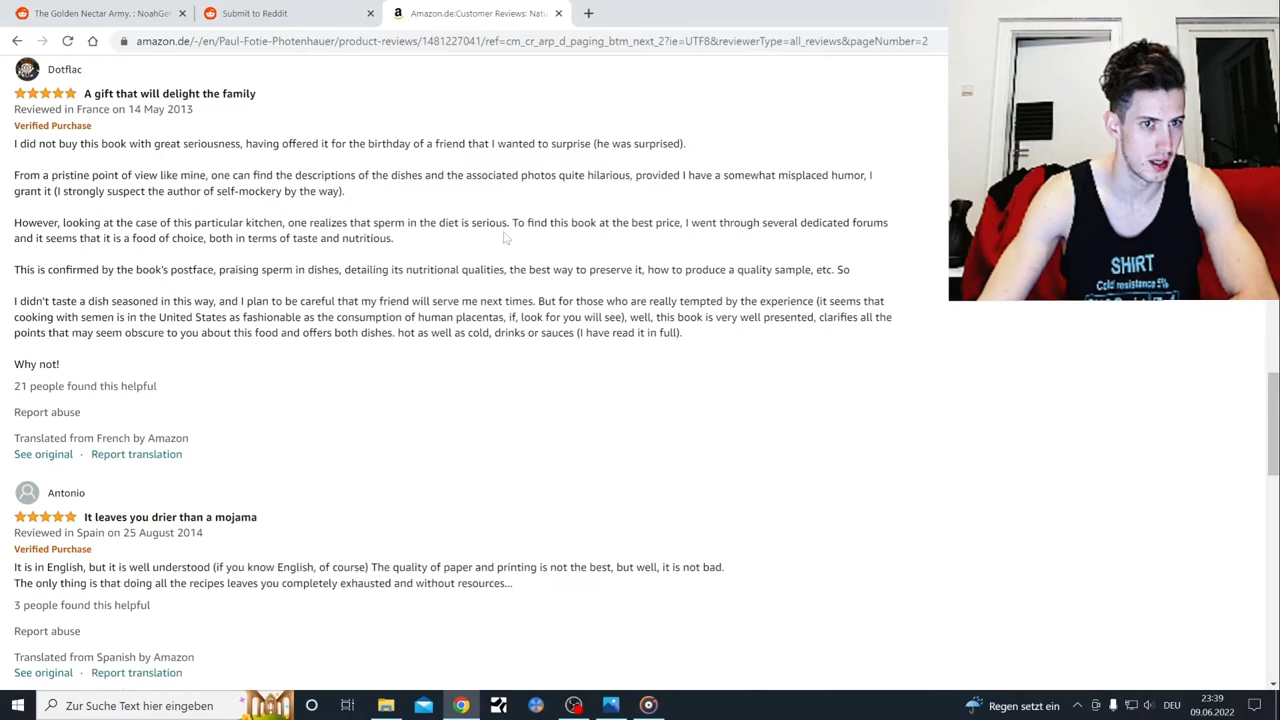 The Golden Nectar Army. : NoahGet
Submit to Reddit
Amazon.de:Customer Reviews: Natu
amazon.de/-/en/Paul-Fotie-Photenh
/1481227041/
cm_cr_arp_d_paging_btm_next_2?ie=UTF8&reviewerType=all_reviews&pageNumber=2
Dotflac
A gift that will delight the family
Reviewed in France on 14 May 2013
Verified Purchase
I did not buy this book with great seriousness, having offered it for the birthday of a friend that I wanted to surprise (he was surprised).
From a pristine point of view like mine, one can find the descriptions of the dishes and the associated photos quite hilarious, provided I have a somewhat misplaced humor, I
grant it (I strongly suspect the author of self-mockery by the way).
However, looking at the case of this particular kitchen, one realizes that sperm in the diet is serious. To find this book at the best price, I went through several dedicated forums
and it seems that it is a food of choice, both in terms of taste and nutritious.
This is confirmed by the book's postface, praising sperm in dishes, detailing its nutritional qualities, the best way to preserve it, how to produce a quality sample, etc. So
I didn't taste a dish seasoned in this way, and I plan to be careful that my friend won't invite me the next times. But for those who are really tempted by the experience (it seems that
cooking with semen is in the United States as fashionable as the consumption of human placentas, if, look for you will see), well, this book is very well presented, clarifies all the
points that may seem obscure to you about this food and offers both dishes. hot as well as cold, drinks or sauces (I have read it in full).
Why not!
21 people found this helpful
Report abuse
Translated from French by Amazon
See original · Report translation
Antonio
It leaves you drier than a mojama
Reviewed in Spain on 25 August 2014
Verified Purchase
It is in English, but it is well understood (if you know English, of course) The quality of paper and printing is not the best, but well, it is not bad.
The only thing is that doing all the recipes leaves you completely exhausted and without resources...
3 people found this helpful
Report abuse
Translated from Spanish by Amazon
See original · Report translation
SHIRT
Cold resistance 5%
Zur Suche Text hier eingeben
Regen setzt ein
DEU
23:39
09.06.2022